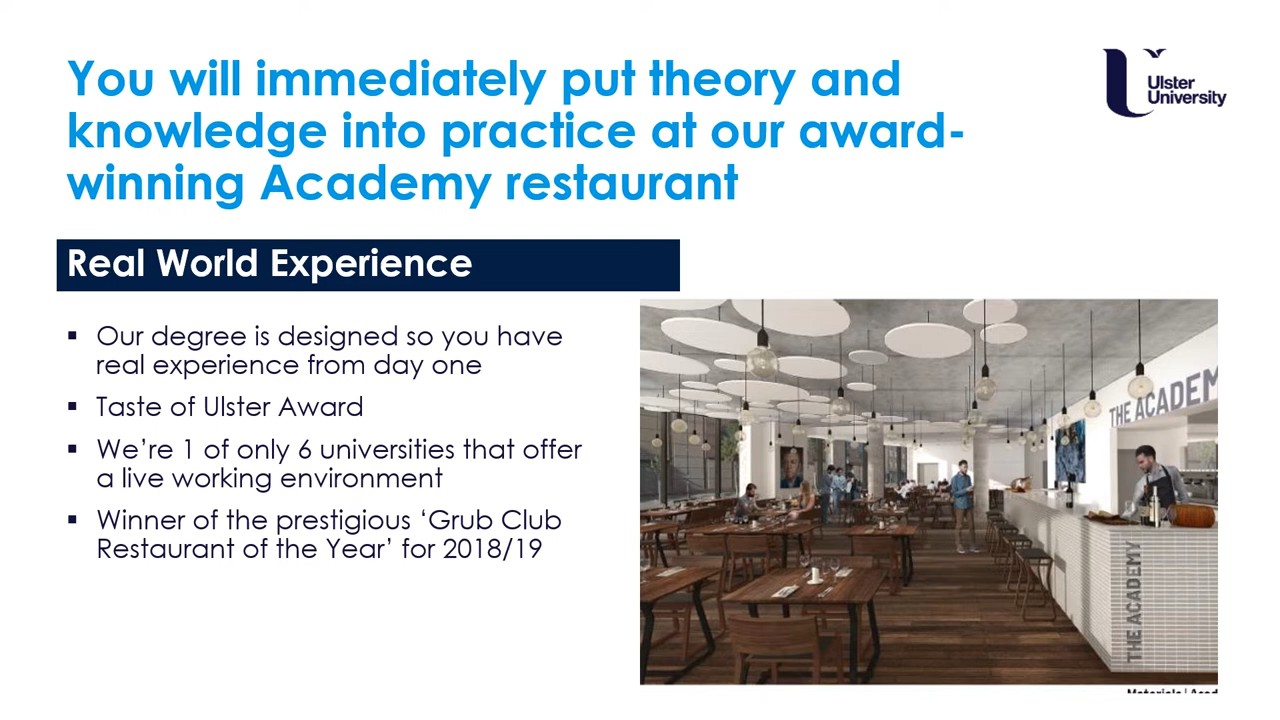 You will immediately put theory and
knowledge into practice at our award-
winning Academy restaurant
Ulster
University
Real World Experience
▪ Our degree is designed so you have
real experience from day one
▪ Taste of Ulster Award
▪ We’re 1 of only 6 universities that offer
a live working environment
▪ Winner of the prestigious ‘Grub Club
Restaurant of the Year’ for 2018/19
THE ACADEM
THE ACADEMY